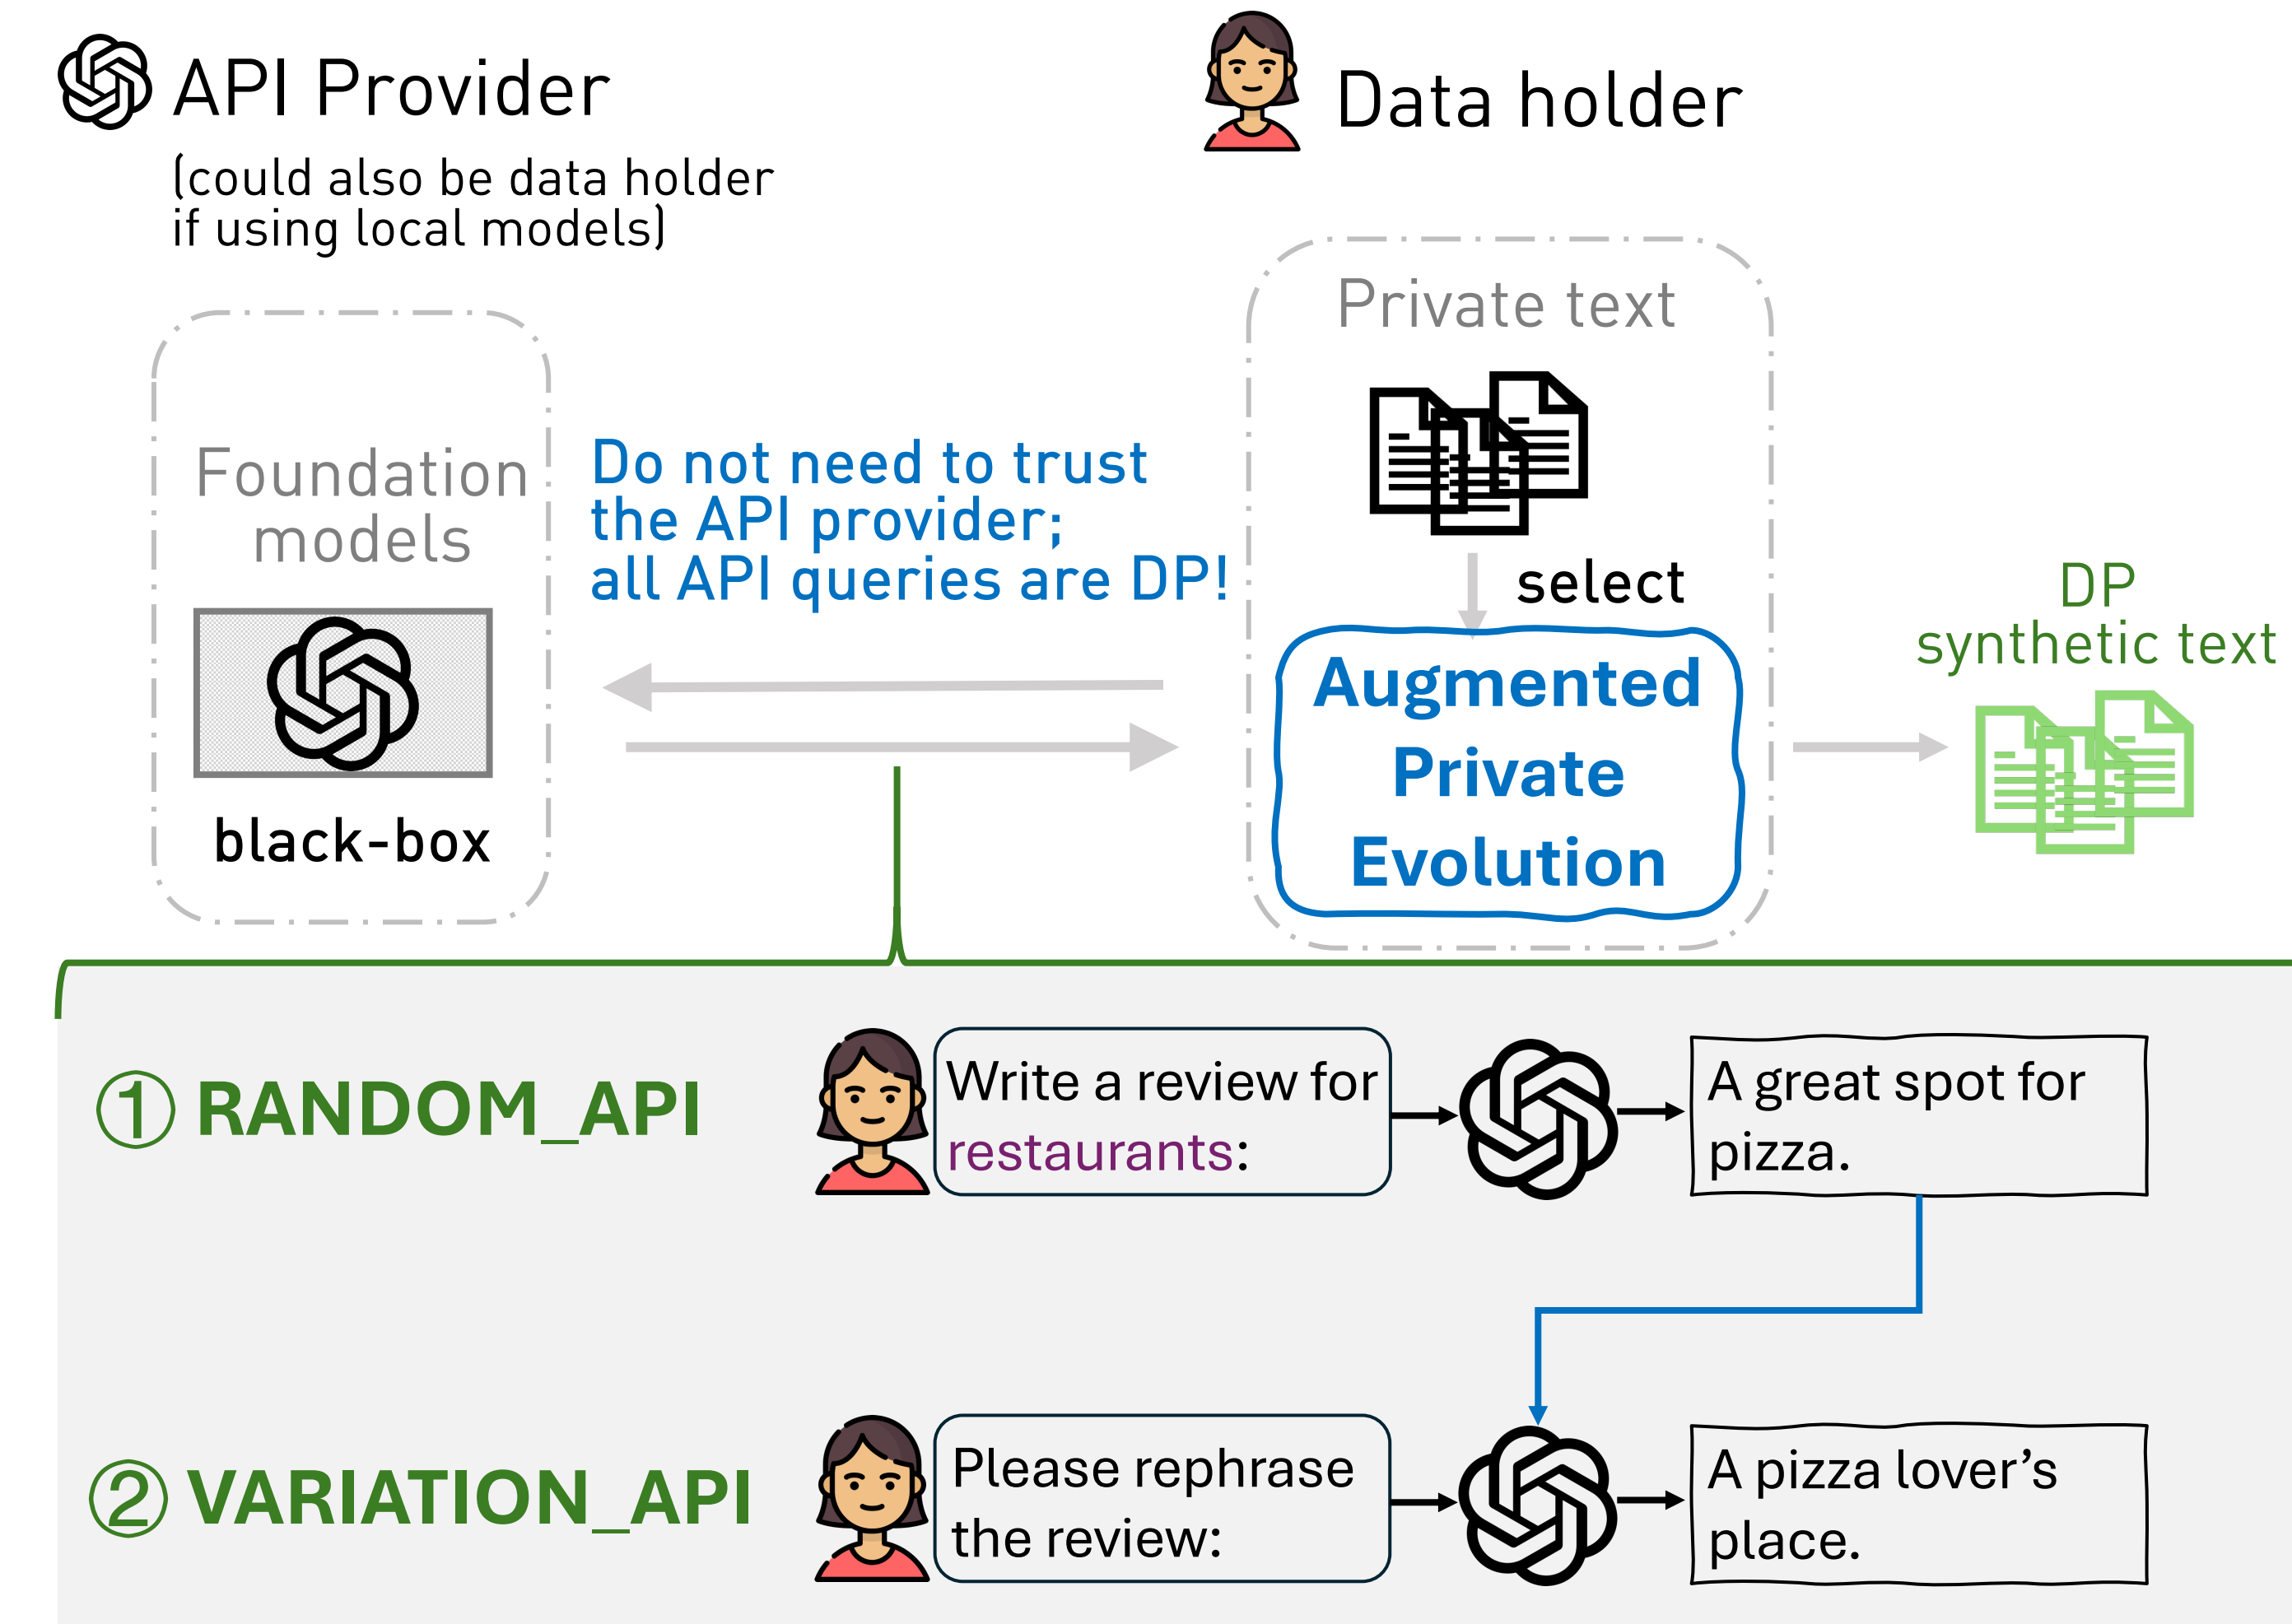 API Provider
(could also be data holder
if using local models)
Data holder
Foundation
models
black-box
Do not need to trust
the API provider;
all API queries are DP!
Private text
select
Augmented
Private
Evolution
DP
synthetic text
① RANDOM_API
Write a review for
restaurants:
A great spot for
pizza.
② VARIATION_API
Please rephrase
the review:
A pizza lover’s
place.